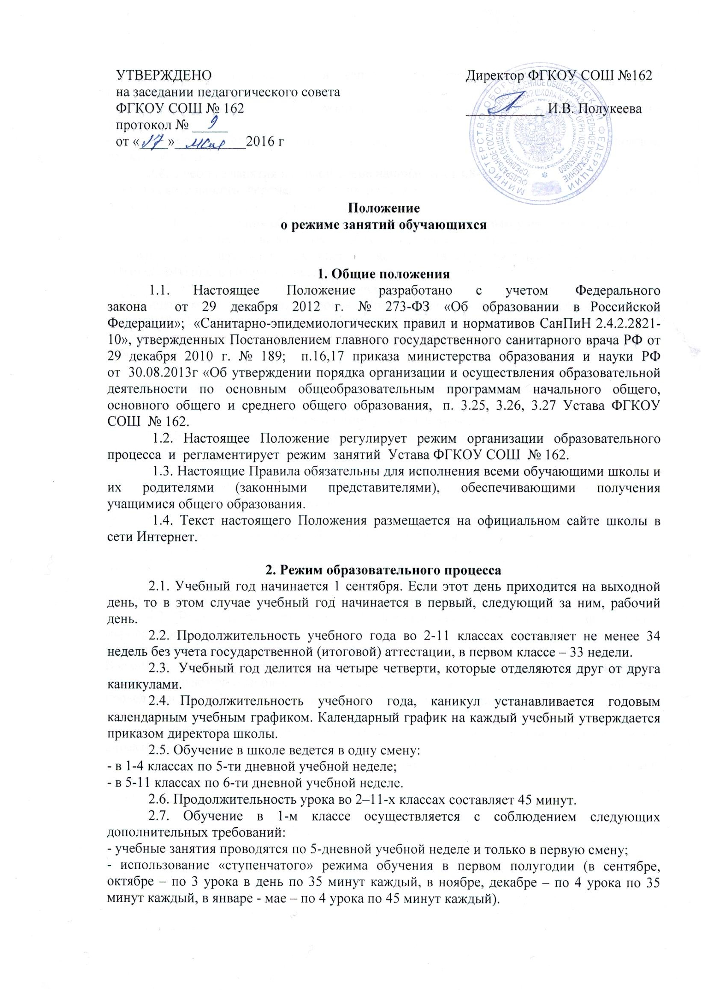 УТВЕРЖДЕНО
на заседании педагогического совета
ФГКОУ СОШ № 162
протокол № 9
от «17» мая 2016 г
Директор ФГКОУ СОШ №162
И.В. Полукеева
МИНИСТЕРСТВО ОБОРОНЫ РОССИЙСКОЙ ФЕДЕРАЦИИ
ФЕДЕРАЛЬНОЕ ГОСУДАРСТВЕННОЕ КАЗЕННОЕ ОБЩЕОБРАЗОВАТЕЛЬНОЕ УЧРЕЖДЕНИЕ
"СРЕДНЯЯ ОБЩЕОБРАЗОВАТЕЛЬНАЯ ШКОЛА № 162" * ОГРН 1032700253960
Положение
о режиме занятий обучающихся
1. Общие положения
1.1. Настоящее Положение разработано с учетом Федерального
закона от 29 декабря 2012 г. № 273-ФЗ «Об образовании в Российской
Федерации»; «Санитарно-эпидемиологических правил и нормативов СанПиН 2.4.2.2821-
10», утвержденных Постановлением главного государственного санитарного врача РФ от
29 декабря 2010 г. № 189; п.16,17 приказа министерства образования и науки РФ
от 30.08.2013г «Об утверждении порядка организации и осуществления образовательной
деятельности по основным общеобразовательным программам начального общего,
основного общего и среднего общего образования, п. 3.25, 3.26, 3.27 Устава ФГКОУ
СОШ № 162.
1.2. Настоящее Положение регулирует режим организации образовательного
процесса и регламентирует режим занятий Устава ФГКОУ СОШ № 162.
1.3. Настоящие Правила обязательны для исполнения всеми обучающими школы и
их родителями (законными представителями), обеспечивающими получения
учащимися общего образования.
1.4. Текст настоящего Положения размещается на официальном сайте школы в
сети Интернет.
2. Режим образовательного процесса
2.1. Учебный год начинается 1 сентября. Если этот день приходится на выходной
день, то в этом случае учебный год начинается в первый, следующий за ним, рабочий
день.
2.2. Продолжительность учебного года во 2-11 классах составляет не менее 34
недель без учета государственной (итоговой) аттестации, в первом классе – 33 недели.
2.3. Учебный год делится на четыре четверти, которые отделяются друг от друга
каникулами.
2.4. Продолжительность учебного года, каникул устанавливается годовым
календарным учебным графиком. Календарный график на каждый учебный утверждается
приказом директора школы.
2.5. Обучение в школе ведется в одну смену:
- в 1-4 классах по 5-ти дневной учебной неделе;
- в 5-11 классах по 6-ти дневной учебной неделе.
2.6. Продолжительность урока во 2–11-х классах составляет 45 минут.
2.7. Обучение в 1-м классе осуществляется с соблюдением следующих
дополнительных требований:
- учебные занятия проводятся по 5-дневной учебной неделе и только в первую смену;
- использование «ступенчатого» режима обучения в первом полугодии (в сентябре,
октябре – по 3 урока в день по 35 минут каждый, в ноябре, декабре – по 4 урока по 35
минут каждый, в январе - мае – по 4 урока по 45 минут каждый).